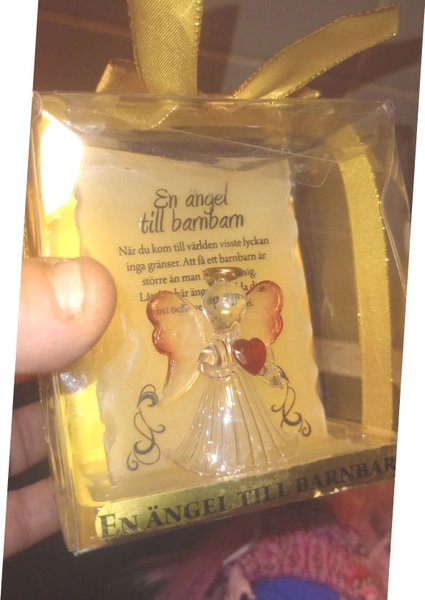 En ängel
till barnbarn
När du kom till världen visste lyckan
inga gränser. Att få ett barnbarn är
större än man sig.
EN ÄNGEL TILL BARNBAR